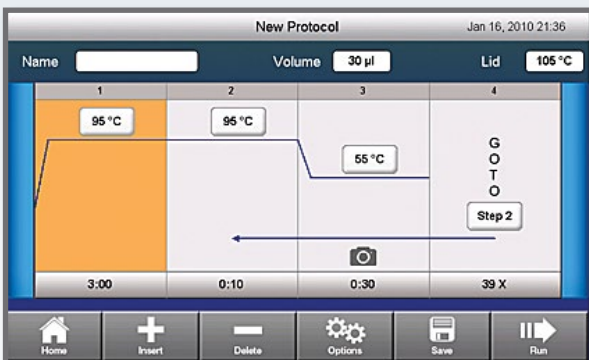 New Protocol Jan 16, 2010 21:36
Name Volume 30 µl Lid 105 °C
1 2 3 4
95 °C 95 °C
55 °C
G
O
T
O
Step 2
3:00 0:10 0:30 39 X
Home Insert Delete Options Save Run